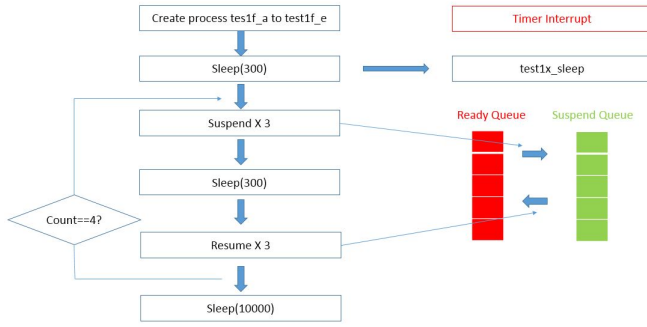 Create process tes1f_a to test1f_e
Timer Interrupt
Sleep(300)
test1x_sleep
Suspend X 3
Ready Queue
Suspend Queue
Sleep(300)
Count==4?
Resume X 3
Sleep(10000)